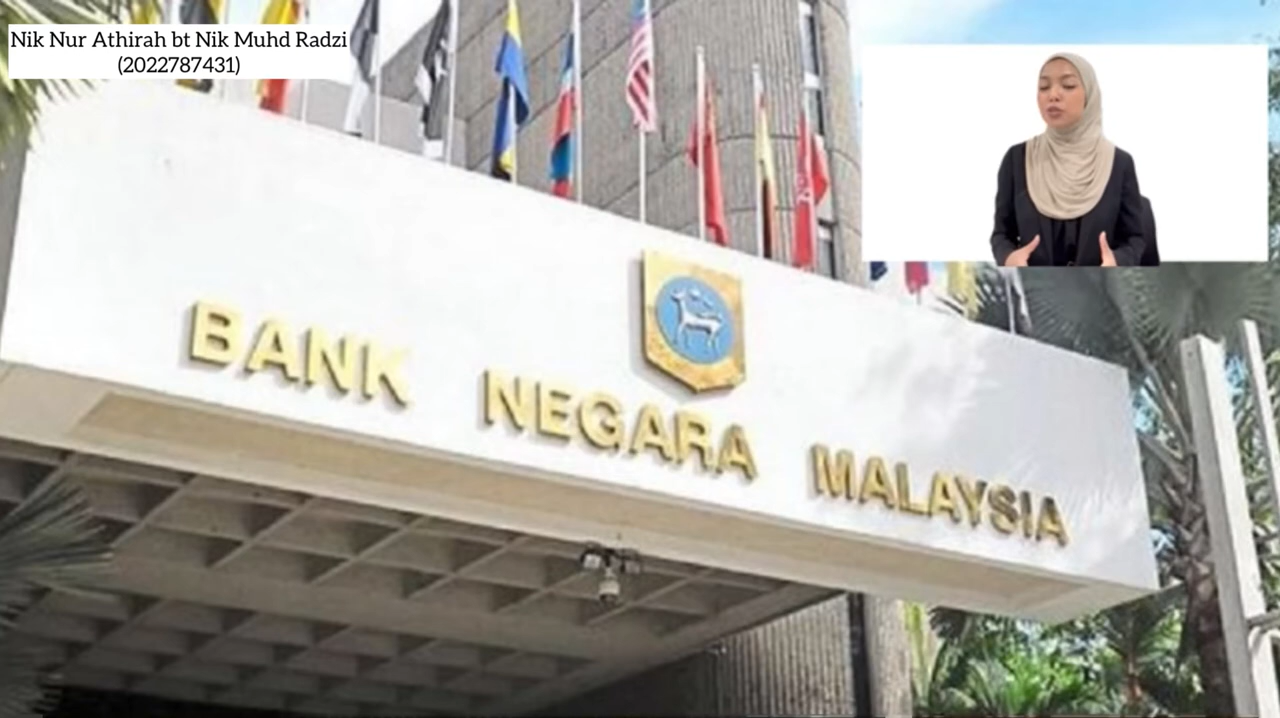 Nik Nur Athirah bt Nik Muhd Radzi
(2022787431)
BANK NEGARA MALAYSIA